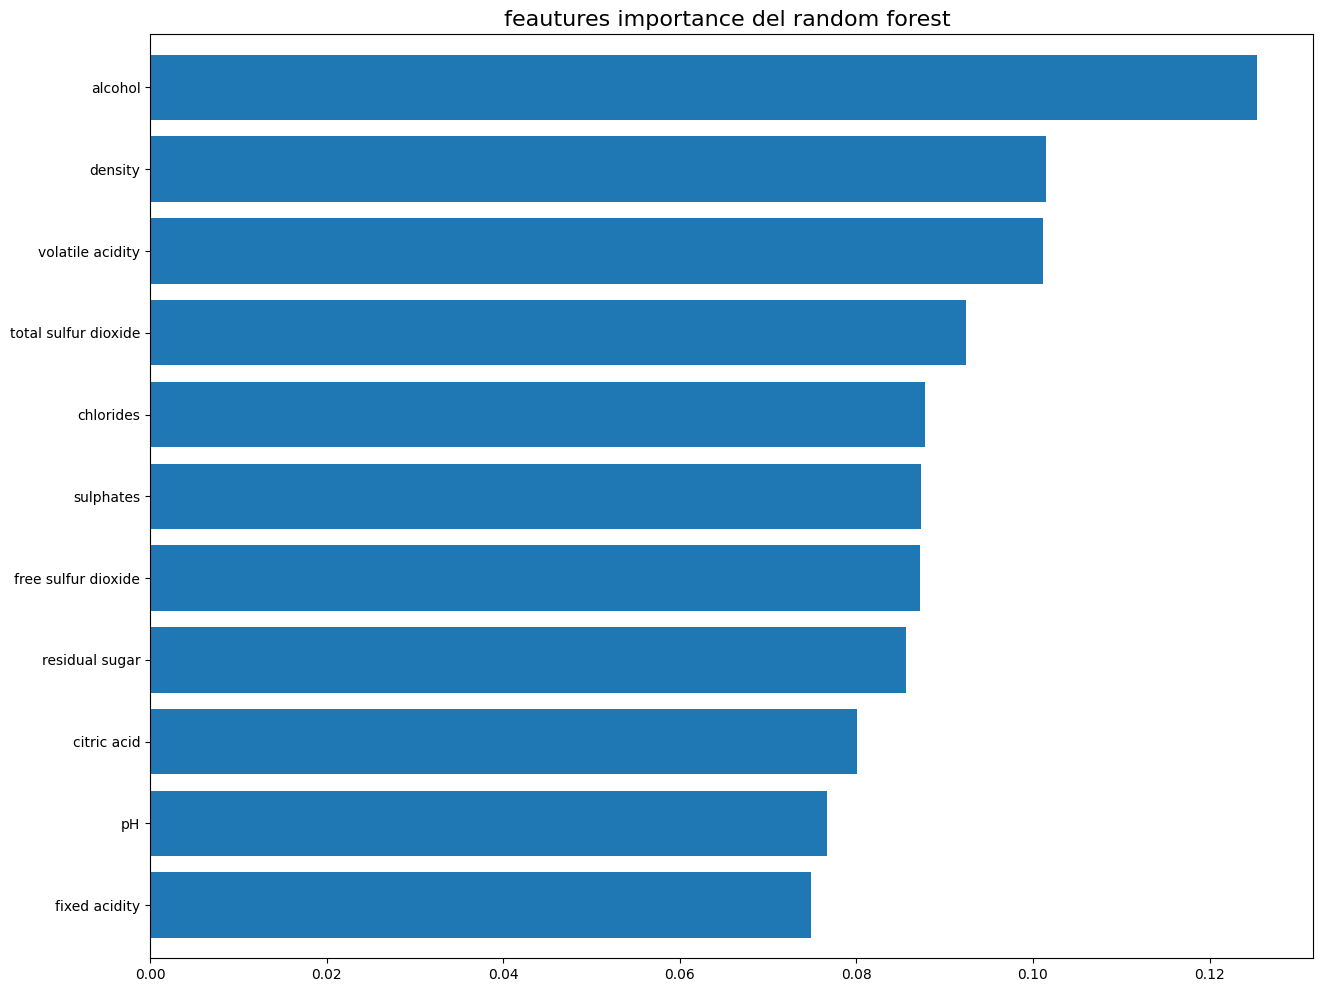 feautures importance del random forest
alcohol
density
volatile acidity
total sulfur dioxide
chlorides
sulphates
free sulfur dioxide
residual sugar
citric acid
pH
fixed acidity
0.00 0.02 0.04 0.06 0.08 0.10 0.12